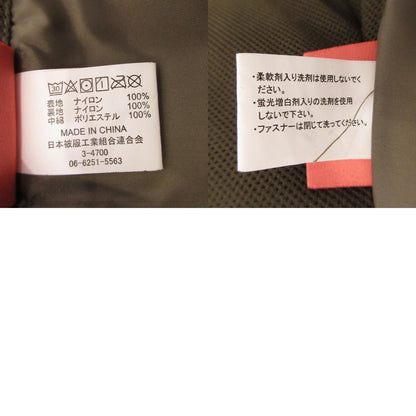 30
表地 ナイロン 100%
裏地 ナイロン 100%
中綿 ポリエステル 100%
MADE IN CHINA
日本被服工業組合連合会
3-4700
06-6251-5563
・柔軟剤入り洗剤は使用しないでく
ださい。
・蛍光増白剤入りの洗剤を使用
しないで下さい。
・ファスナーは閉じて洗ってください。